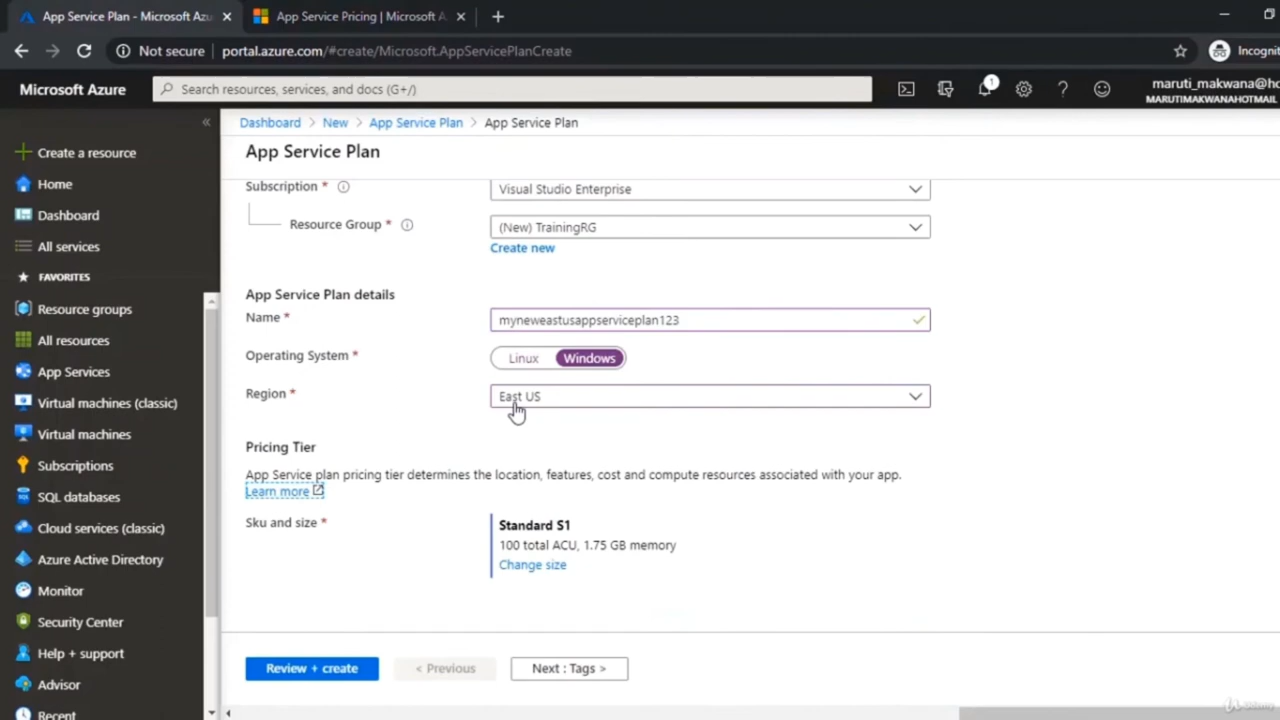 App Service Plan - Microsoft Azu
App Service Pricing | Microsoft A
Not secure
portal.azure.com/#create/Microsoft.AppServicePlanCreate
Incognit
Microsoft Azure
Search resources, services, and docs (G+/)
1
maruti_makwana@ho
MARUTIMAKWANAHOTMAIL
Create a resource
Home
Dashboard
All services
FAVORITES
Resource groups
All resources
App Services
Virtual machines (classic)
Virtual machines
Subscriptions
SQL databases
Cloud services (classic)
Azure Active Directory
Monitor
Security Center
Help + support
Advisor
Recent
Dashboard > New > App Service Plan > App Service Plan
App Service Plan
Subscription *
Visual Studio Enterprise
Resource Group *
(New) TrainingRG
Create new
App Service Plan details
Name *
myneweastusappserviceplan123
Operating System *
Linux
Windows
Region *
East US
Pricing Tier
App Service plan pricing tier determines the location, features, cost and compute resources associated with your app.
Learn more
Sku and size *
Standard S1
100 total ACU, 1.75 GB memory
Change size
Review + create
< Previous
Next : Tags >
Udemy